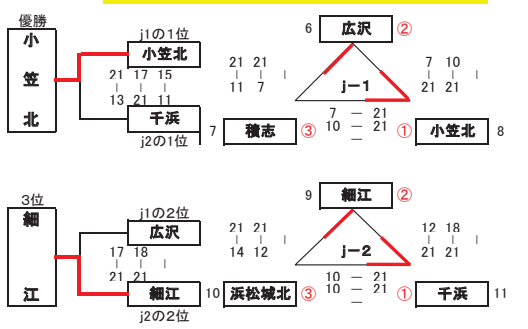 優勝
小笠北
j1の1位
小笠北
21 17 15
| | |
13 21 11
千浜
j2の1位
6 広沢 ②
21 21
| | |
11 7
j－1
7 10
| | |
21 21
7 － 21
10 － 21
－
7 積志 ③
① 小笠北 8
3位
細江
j1の2位
広沢
17 18
| | |
21 21
細江
j2の2位
9 細江 ②
21 21
| | |
14 12
j－2
12 18
| | |
21 21
10 － 21
10 － 21
－
10 浜松城北 ③
① 千浜 11